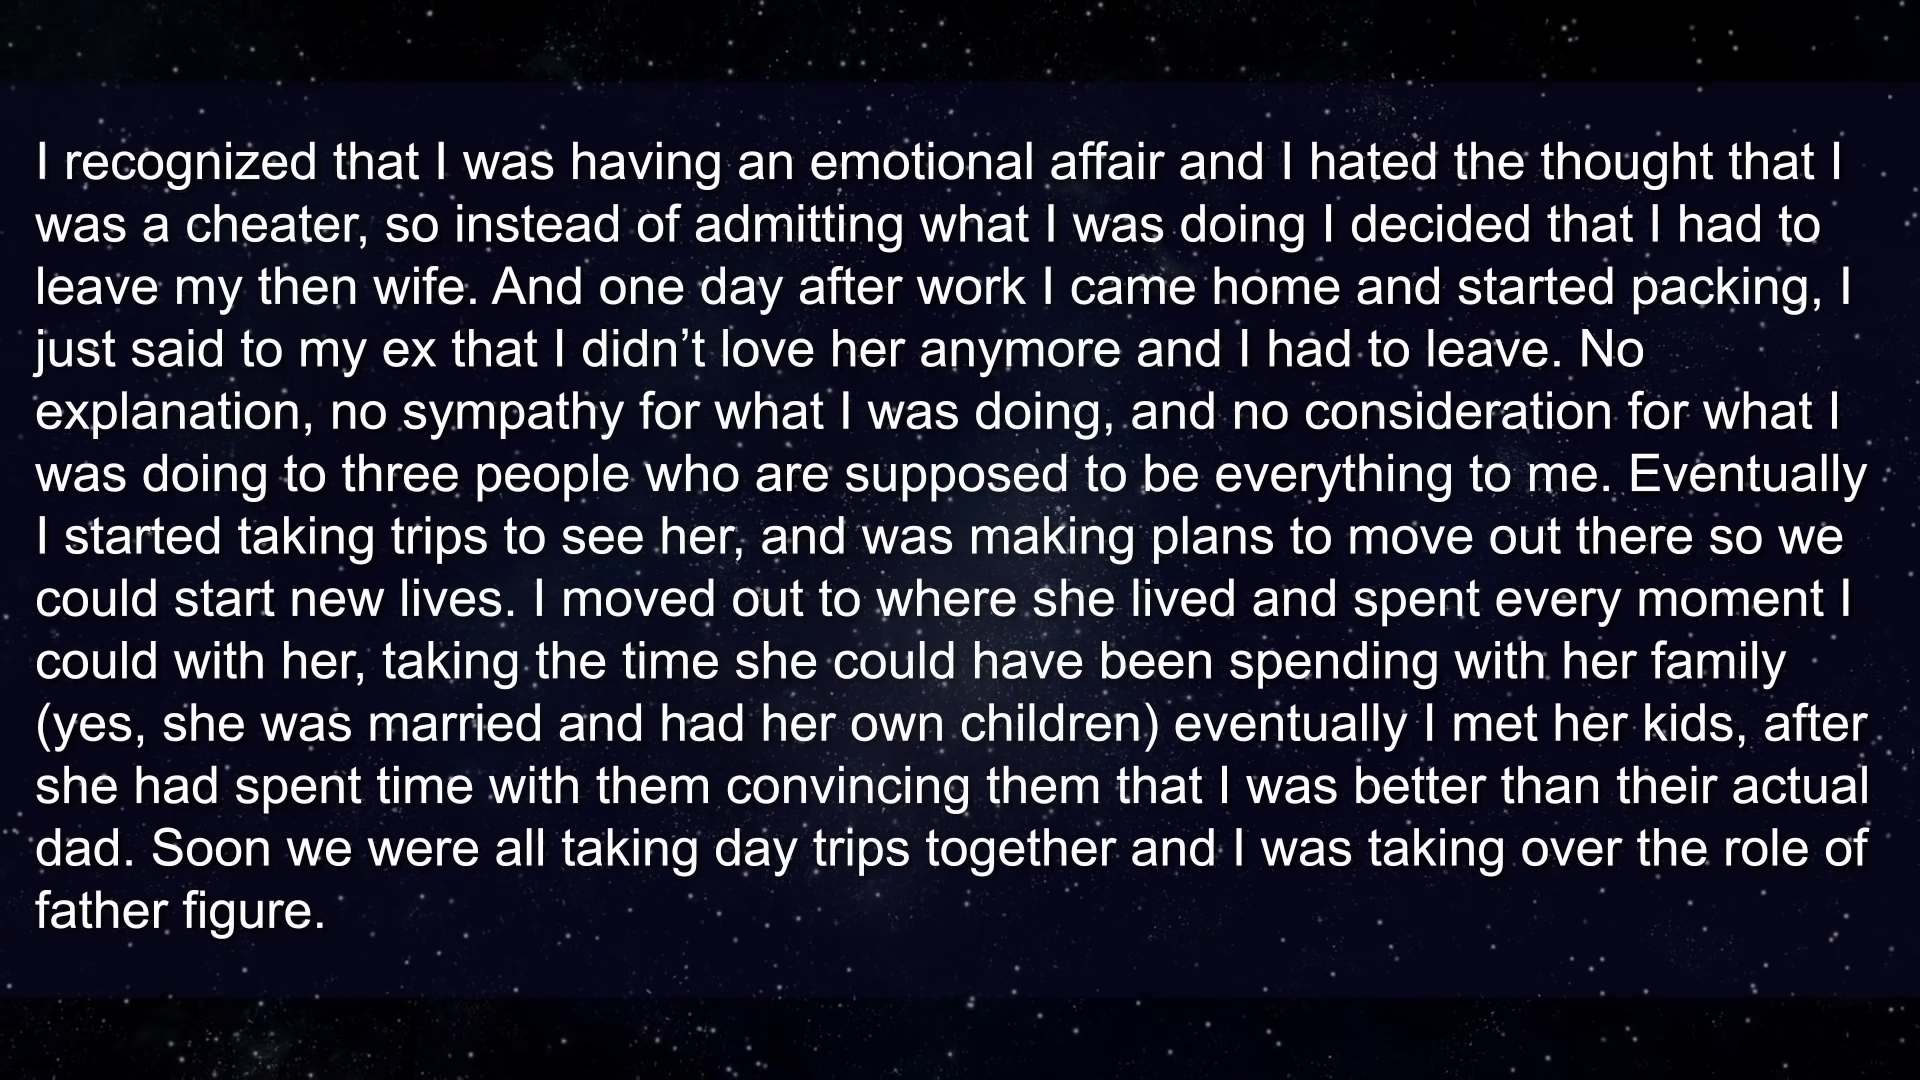 I recognized that I was having an emotional affair and I hated the thought that I
was a cheater, so instead of admitting what I was doing I decided that I had to
leave my then wife. And one day after work I came home and started packing, I
just said to my ex that I didn’t love her anymore and I had to leave. No
explanation, no sympathy for what I was doing, and no consideration for what I
was doing to three people who are supposed to be everything to me. Eventually
I started taking trips to see her, and was making plans to move out there so we
could start new lives. I moved out to where she lived and spent every moment I
could with her, taking the time she could have been spending with her family
(yes, she was married and had her own children) eventually I met her kids, after
she had spent time with them convincing them that I was better than their actual
dad. Soon we were all taking day trips together and I was taking over the role of
father figure.